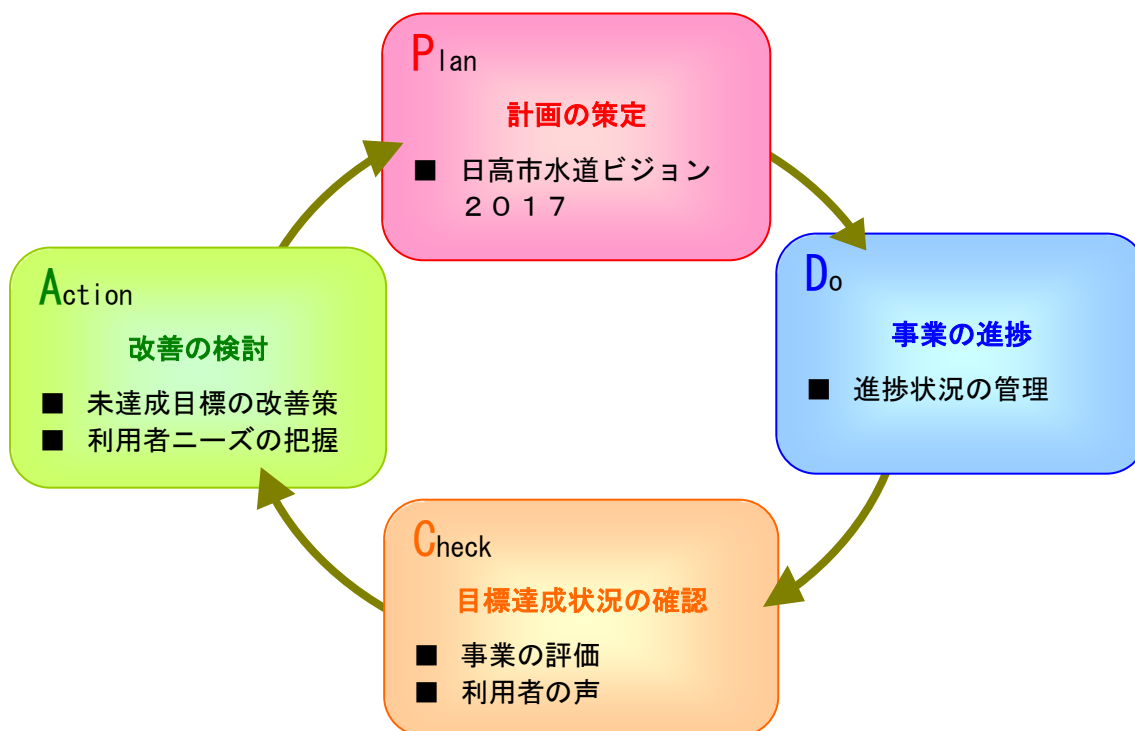 Plan
計画の策定
■ 日高市水道ビジョン
２０１７
Do
事業の進捗
■ 進捗状況の管理
Check
目標達成状況の確認
■ 事業の評価
■ 利用者の声
Action
改善の検討
■ 未達成目標の改善策
■ 利用者ニーズの把握